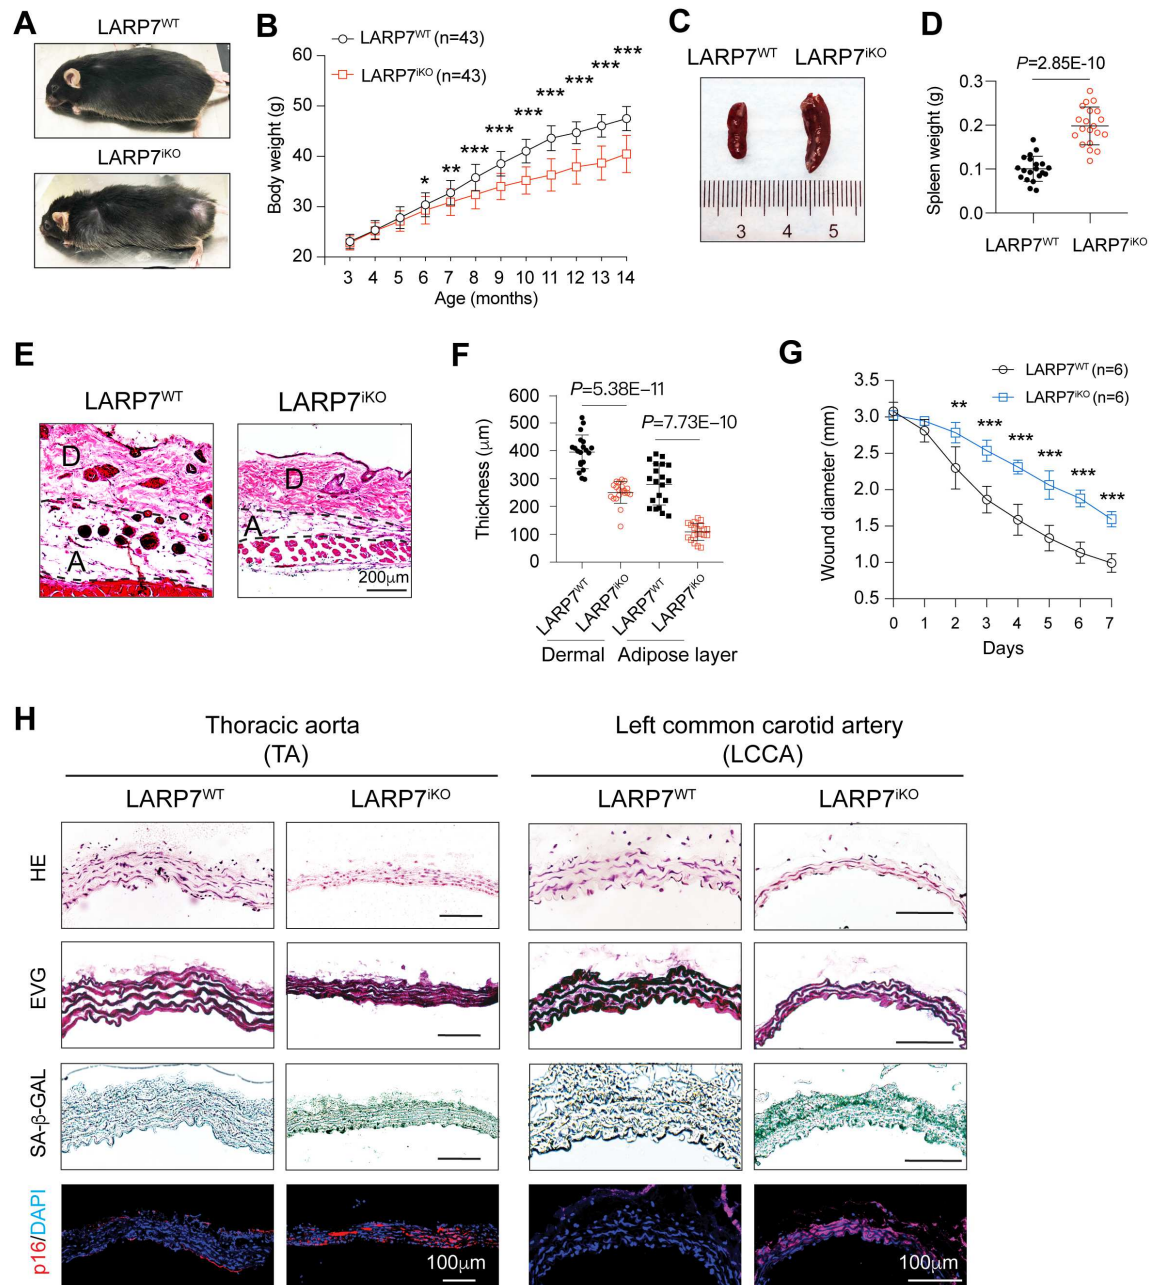 A
LARP7WT
LARP7iKO
B
LARP7WT (n=43)
LARP7iKO (n=43)
Body weight (g)
60
50
40
30
20
* ** *** *** *** *** *** *** ***
3 4 5 6 7 8 9 10 11 12 13 14
Age (months)
C
LARP7WT LARP7iKO
3 4 5
D
P=2.85E-10
Spleen weight (g)
0.3
0.2
0.1
0.0
LARP7WT LARP7iKO
E
LARP7WT LARP7iKO
D
A
D
A
200μm
F
P=5.38E–11
P=7.73E–10
Thickness (μm)
600
500
400
300
200
100
0
LARP7WT LARP7iKO LARP7WT LARP7iKO
Dermal Adipose layer
G
LARP7WT (n=6)
LARP7iKO (n=6)
Wound diameter (mm)
3.5
3.0
2.5
2.0
1.5
1.0
0.5
** *** *** *** *** ***
0 1 2 3 4 5 6 7
Days
H
Thoracic aorta
(TA)
Left common carotid artery
(LCCA)
LARP7WT LARP7iKO LARP7WT LARP7iKO
HE
EVG
SA-β-GAL
p16/DAPI
100μm
100μm